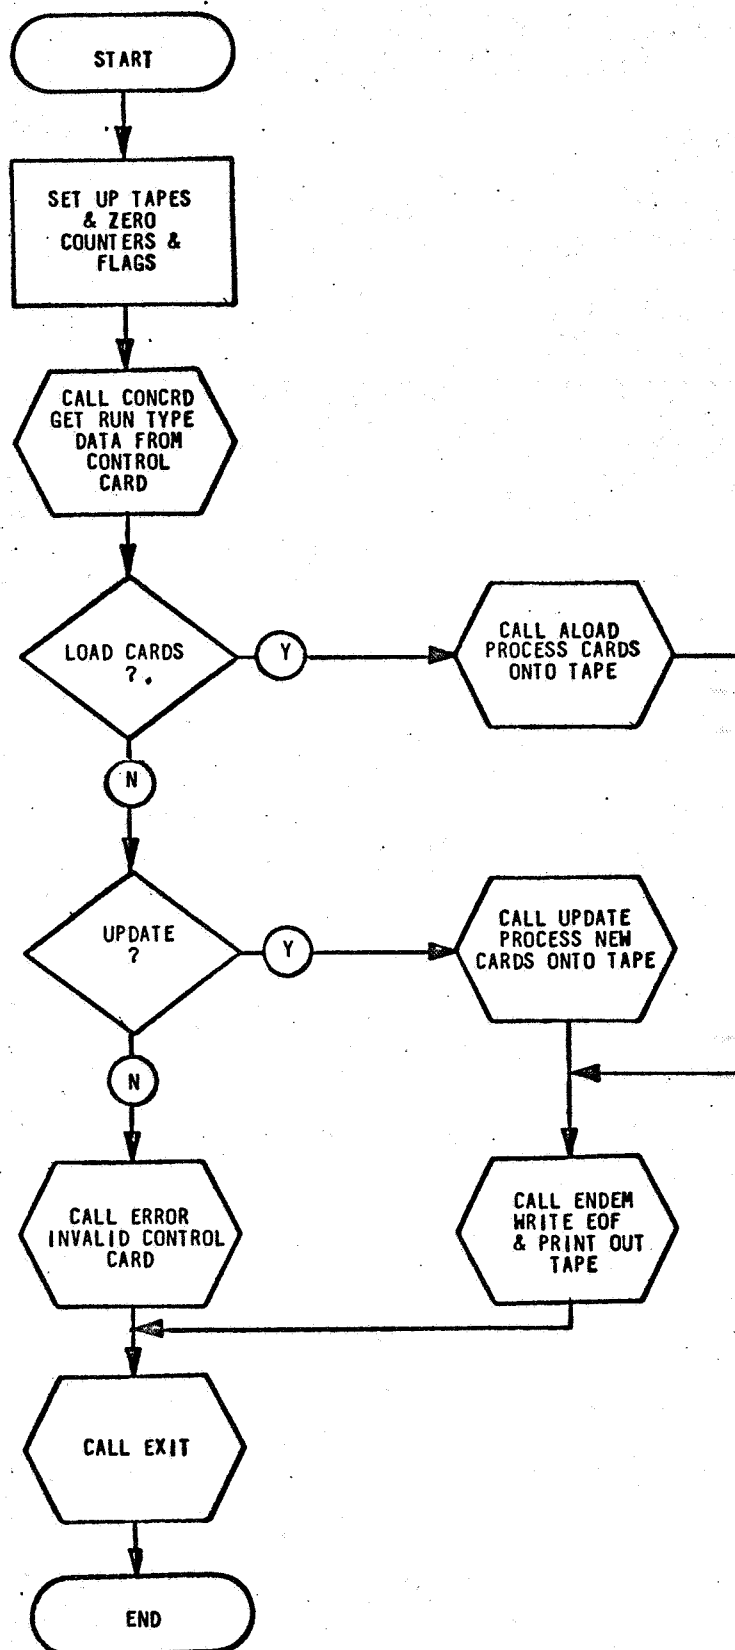 START
SET UP TAPES
& ZERO
COUNTERS &
FLAGS
CALL CONCRD
GET RUN TYPE
DATA FROM
CONTROL
CARD
LOAD CARDS
?.
Y
CALL ALOAD
PROCESS CARDS
ONTO TAPE
N
UPDATE
?
Y
CALL UPDATE
PROCESS NEW
CARDS ONTO TAPE
N
CALL ERROR
INVALID CONTROL
CARD
CALL ENDEM
WRITE EOF
& PRINT OUT
TAPE
CALL EXIT
END